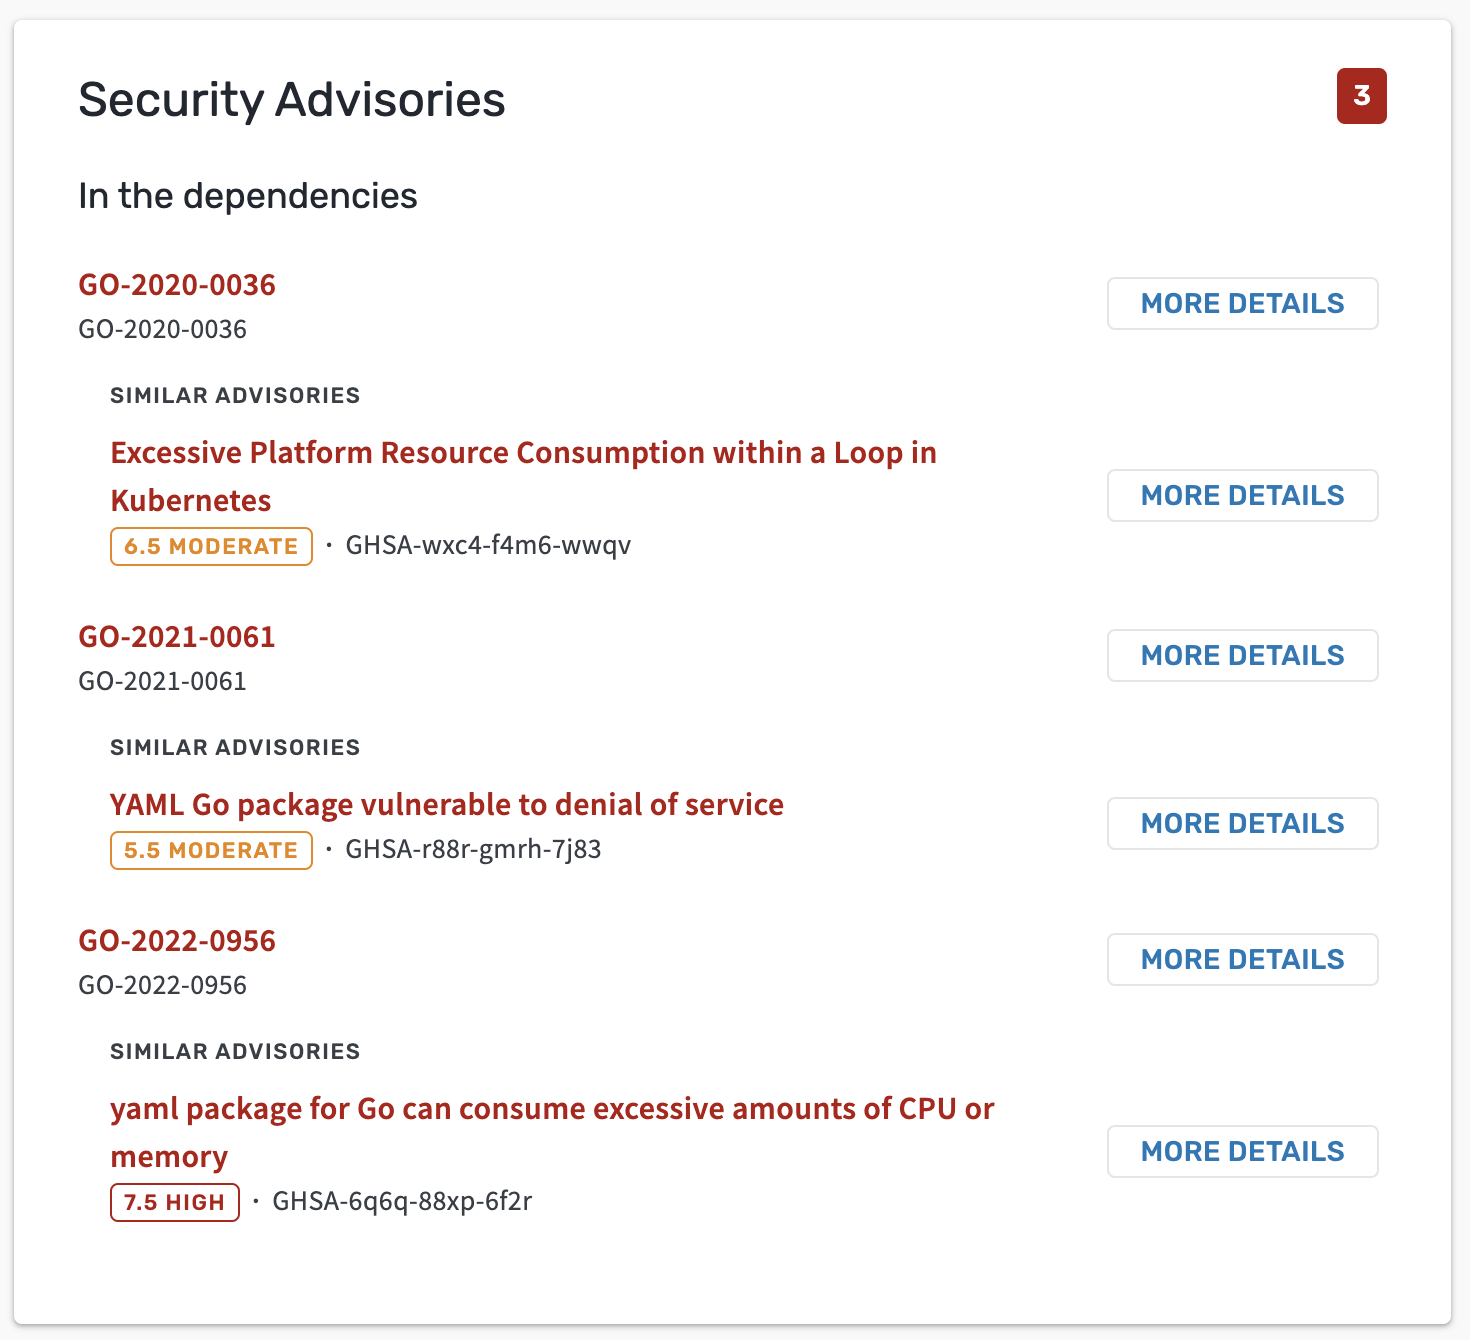 Security Advisories
3
In the dependencies
GO-2020-0036
MORE DETAILS
GO-2020-0036
SIMILAR ADVISORIES
Excessive Platform Resource Consumption within a Loop in
Kubernetes
MORE DETAILS
6.5 MODERATE · GHSA-wxc4-f4m6-wwqv
GO-2021-0061
MORE DETAILS
GO-2021-0061
SIMILAR ADVISORIES
YAML Go package vulnerable to denial of service
MORE DETAILS
5.5 MODERATE · GHSA-r88r-gmrh-7j83
GO-2022-0956
MORE DETAILS
GO-2022-0956
SIMILAR ADVISORIES
yaml package for Go can consume excessive amounts of CPU or
memory
MORE DETAILS
7.5 HIGH · GHSA-6q6q-88xp-6f2r